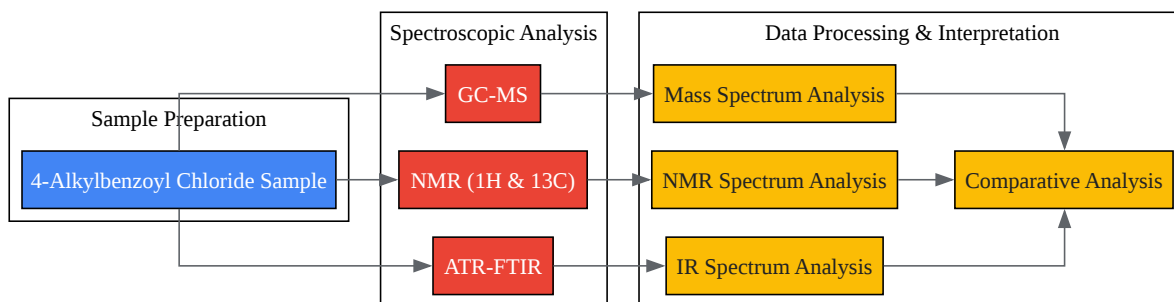 Spectroscopic Analysis
Data Processing & Interpretation
GC-MS
Mass Spectrum Analysis
Sample Preparation
4-Alkylbenzoyl Chloride Sample
NMR (1H & 13C)
NMR Spectrum Analysis
Comparative Analysis
ATR-FTIR
IR Spectrum Analysis